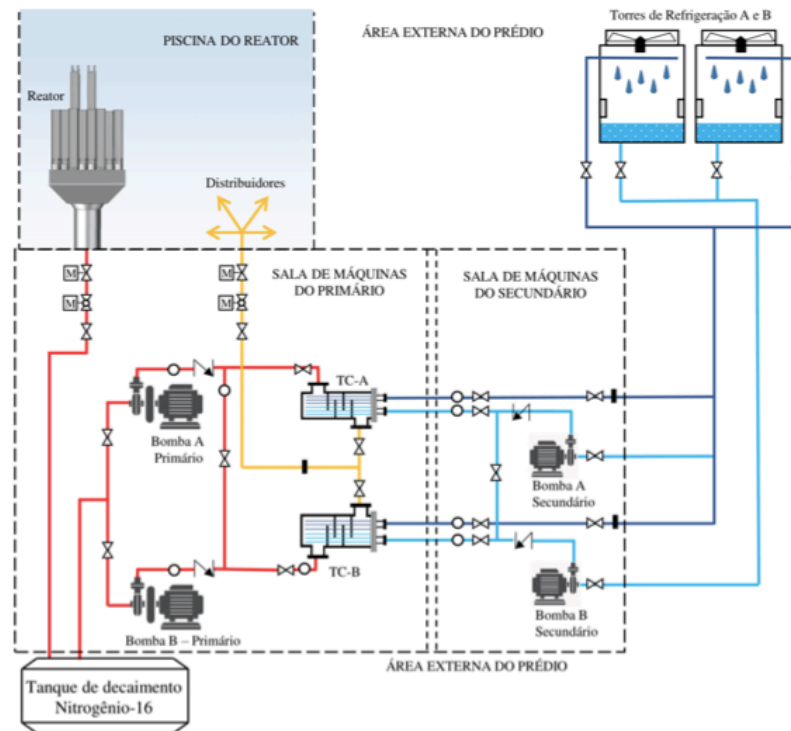 Torres de Refrigeração A e B
PISCINA DO REATOR
ÁREA EXTERNA DO PRÉDIO
Reator
Distribuidores
SALA DE MÁQUINAS
DO PRIMÁRIO
SALA DE MÁQUINAS
DO SECUNDÁRIO
M
M
M
M
TC-A
Bomba A
Primário
Bomba A
Secundário
TC-B
Bomba B – Primário
Bomba B
Secundário
ÁREA EXTERNA DO PRÉDIO
Tanque de decaimento
Nitrogênio-16